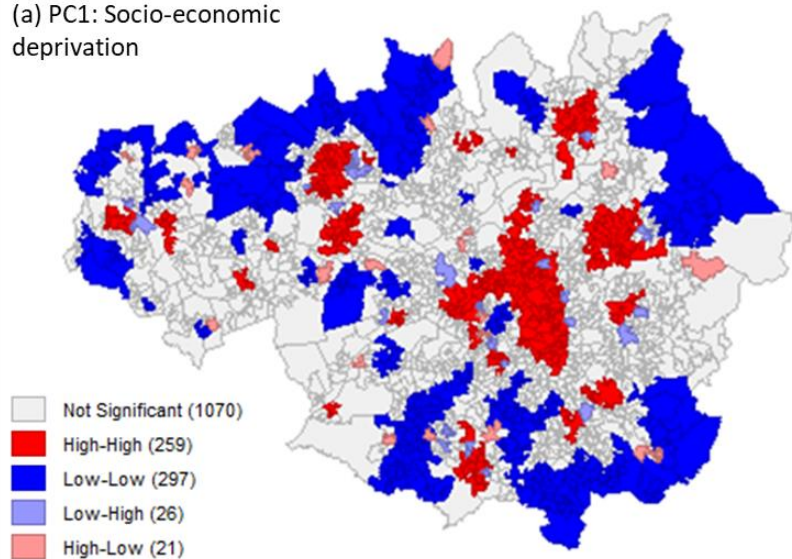 (a) PC1: Socio-economic
deprivation
Not Significant (1070)
High-High (259)
Low-Low (297)
Low-High (26)
High-Low (21)